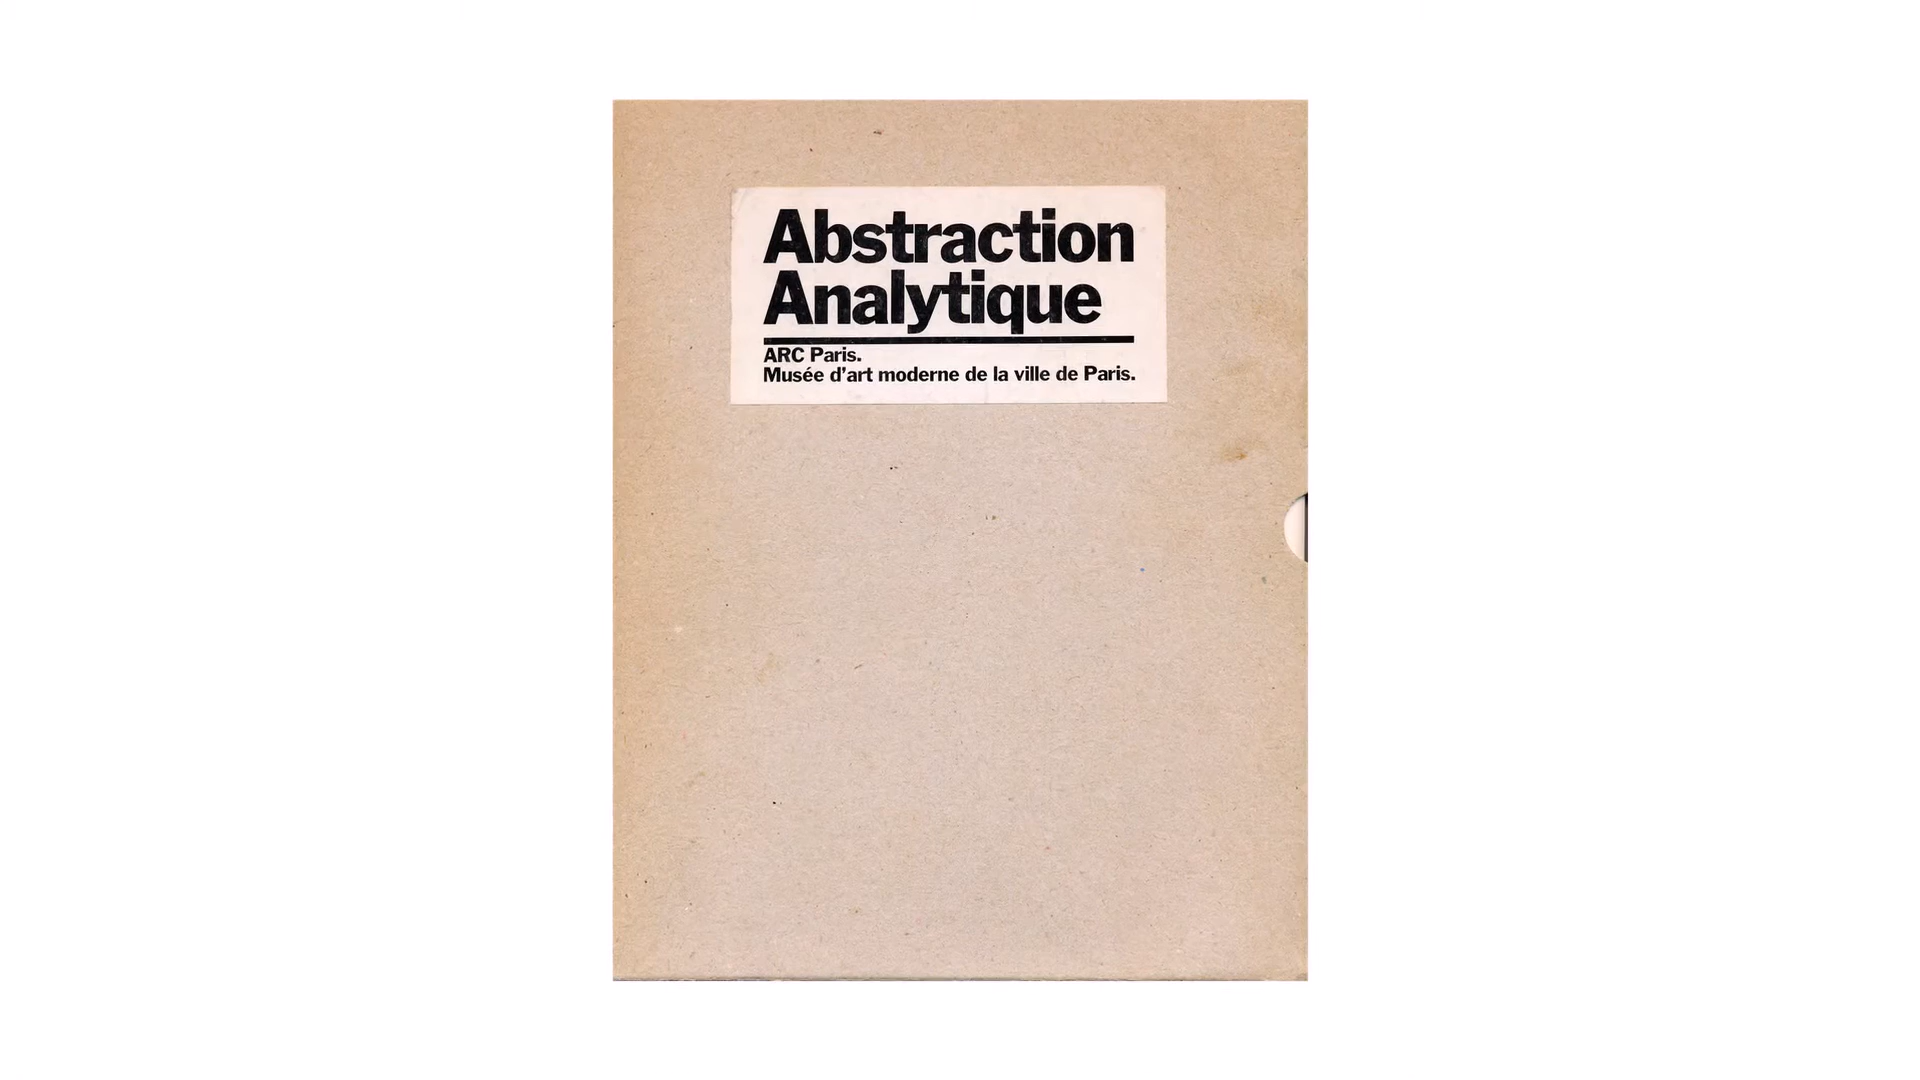 Abstraction
Analytique
ARC Paris.
Musée d'art moderne de la ville de Paris.